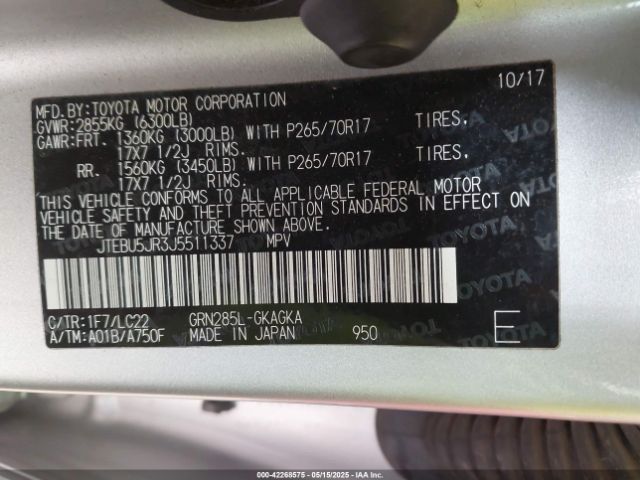 10/17
MFD.BY:TOYOTA MOTOR CORPORATION
GVWR:2855KG (6300LB)
GAWR:FRT. 1360KG (3000LB) WITH P265/70R17 TIRES,
17X7 1/2J RIMS.
RR. 1560KG (3450LB) WITH P265/70R17 TIRES,
17X7 1/2J RIMS.
THIS VEHICLE CONFORMS TO ALL APPLICABLE FEDERAL MOTOR
VEHICLE SAFETY AND THEFT PREVENTION STANDARDS IN EFFECT ON
THE DATE OF MANUFACTURE SHOWN ABOVE.
JTEBU5JR3J5511337 MPV
C/TR:1F7/LC22 GRN285L-GKAGKA
A/TM:A01B/A750F MADE IN JAPAN 950 E
000-42268575 - 05/15/2025 - IAA Inc.